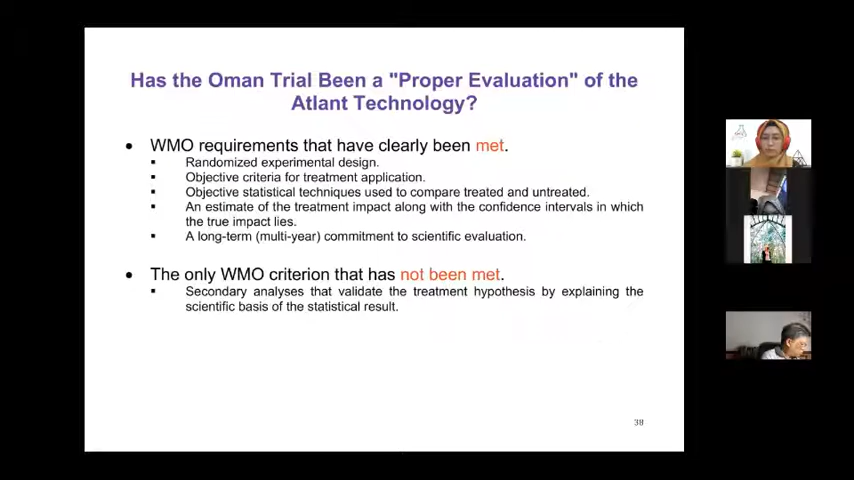 Has the Oman Trial Been a "Proper Evaluation" of the
Atlant Technology?
• WMO requirements that have clearly been met.
▪ Randomized experimental design.
▪ Objective criteria for treatment application.
▪ Objective statistical techniques used to compare treated and untreated.
▪ An estimate of the treatment impact along with the confidence intervals in which
the true impact lies.
▪ A long-term (multi-year) commitment to scientific evaluation.
• The only WMO criterion that has not been met.
▪ Secondary analyses that validate the treatment hypothesis by explaining the
scientific basis of the statistical result.
38